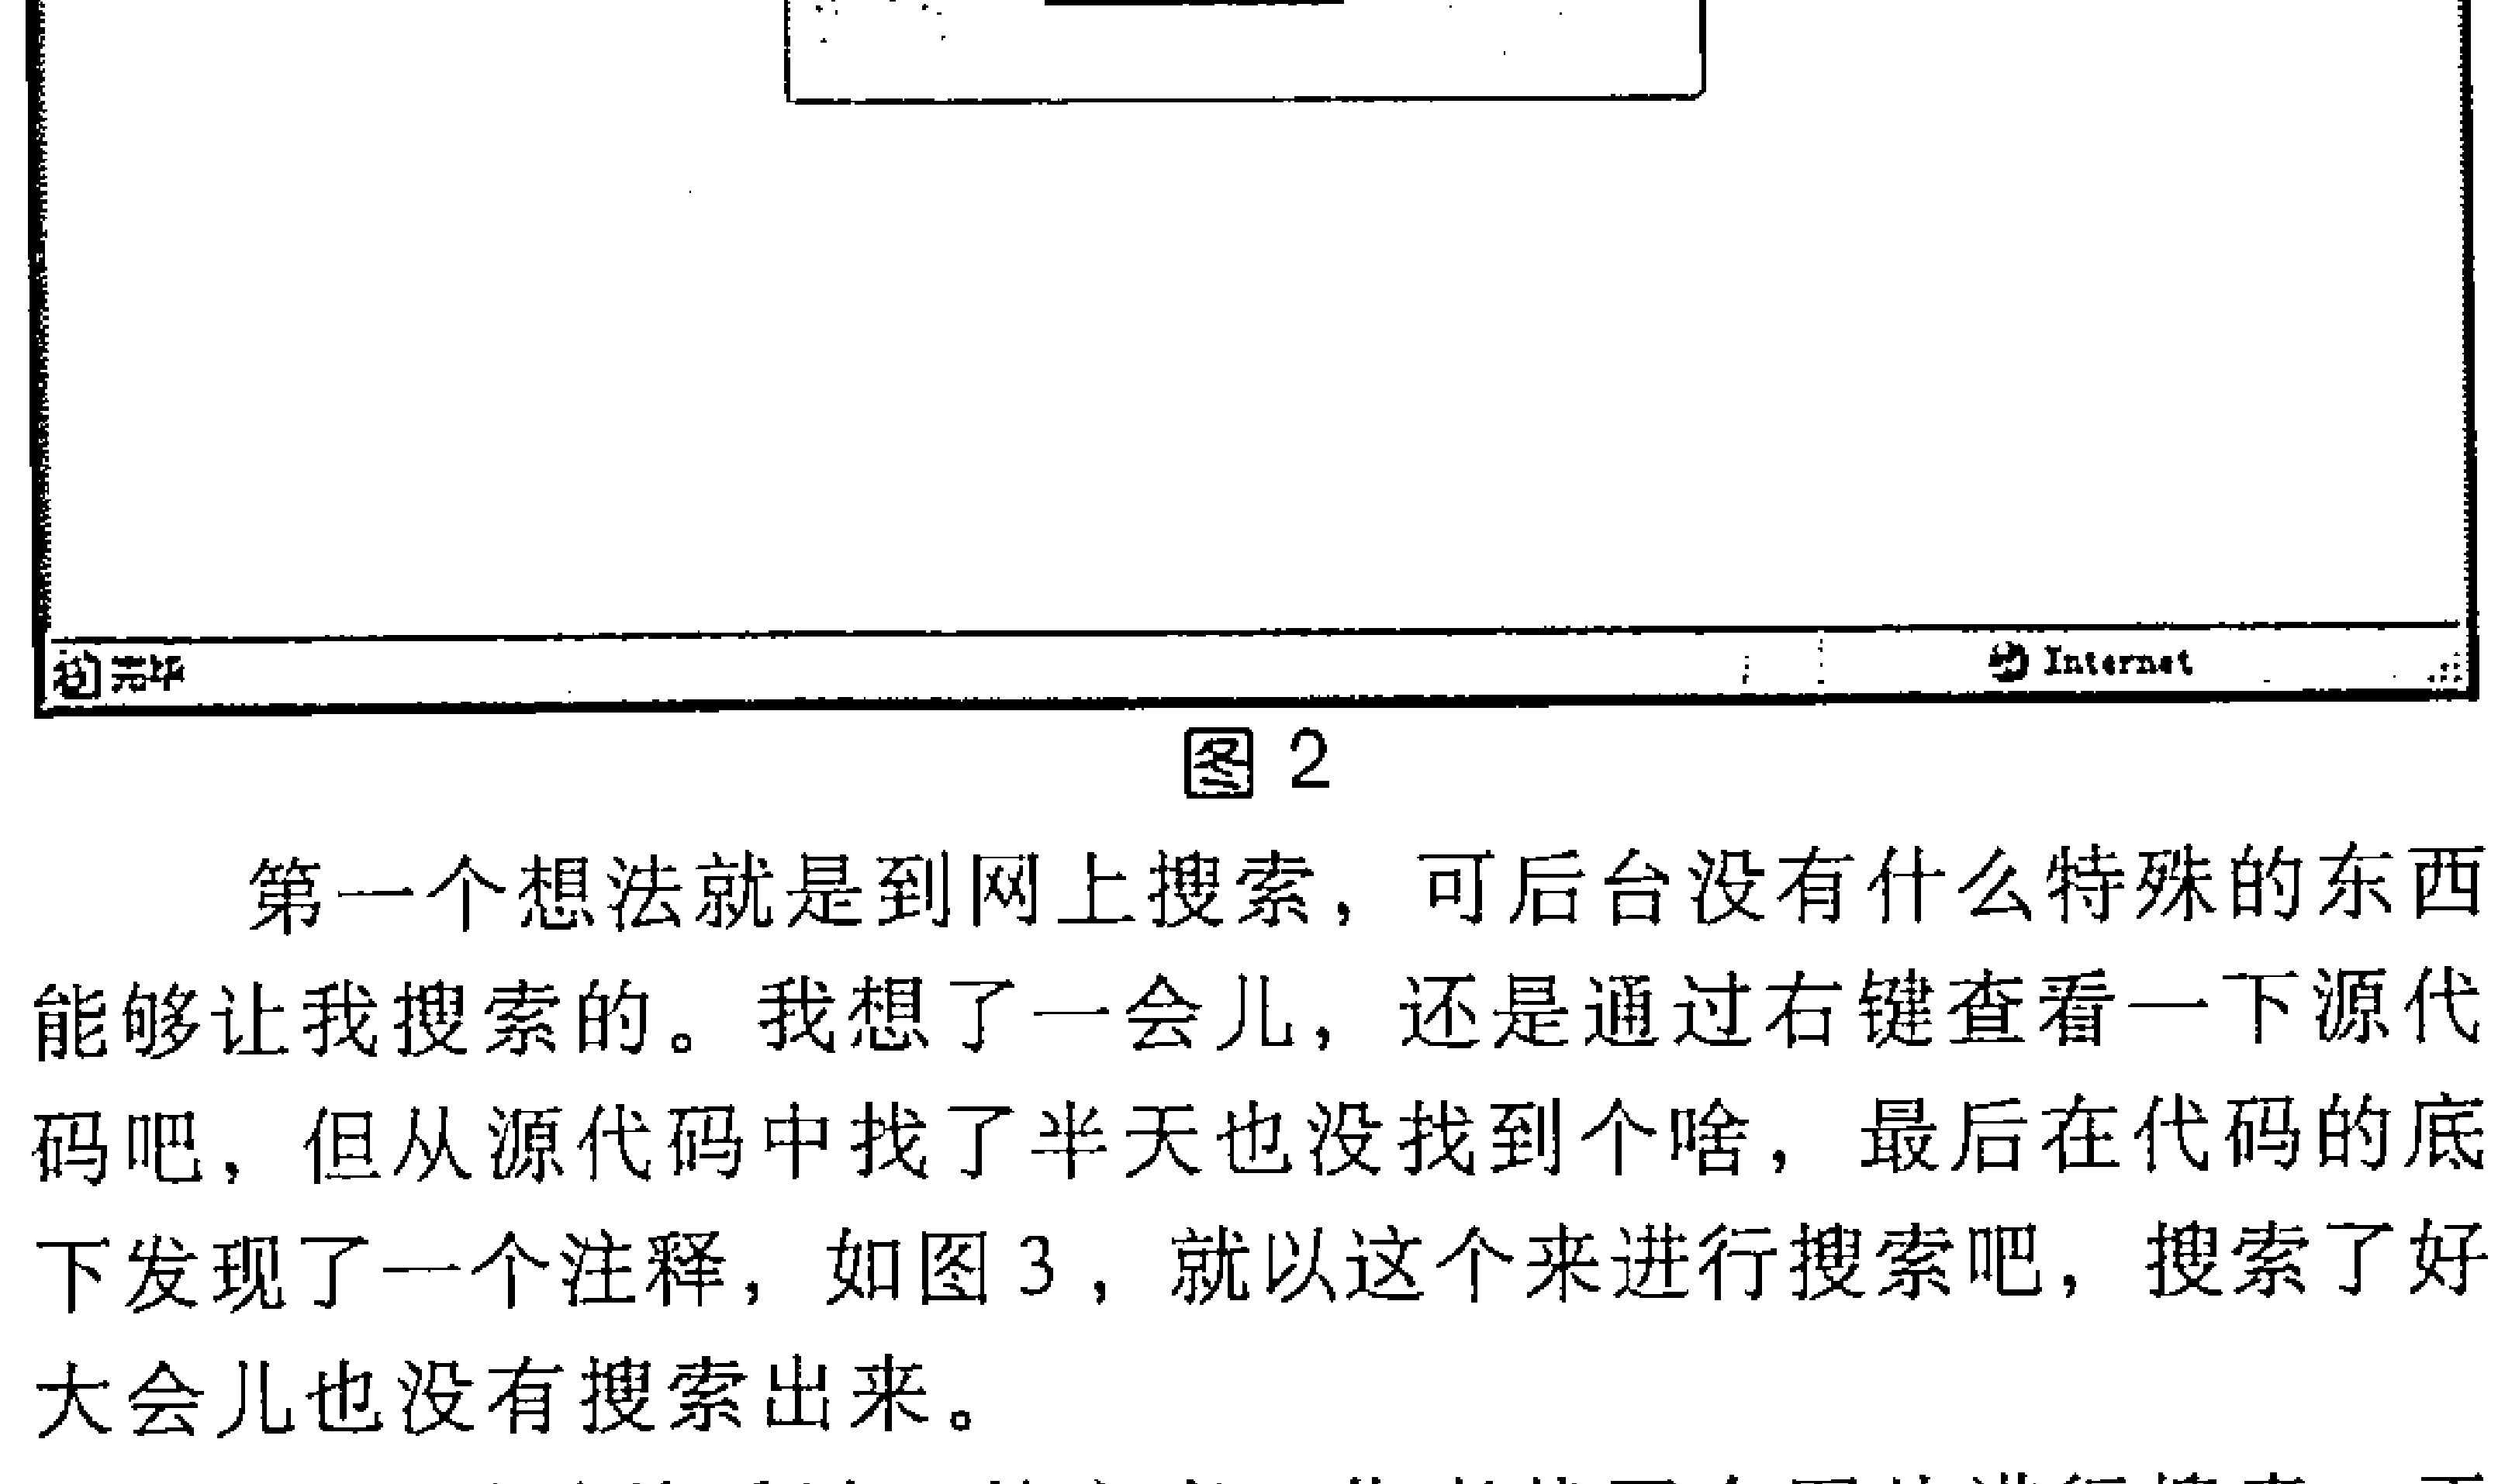 完毕 Internet
图 2
第一个想法就是到网上搜索，可后台没有什么特殊的东西
能够让我搜索的。我想了一会儿，还是通过右键查看一下源代
码吧，但从源代码中找了半天也没找到个啥，最后在代码的底
下发现了一个注释，如图 3，就以这个来进行搜索吧，搜索了好
大会儿也没有搜索出来。